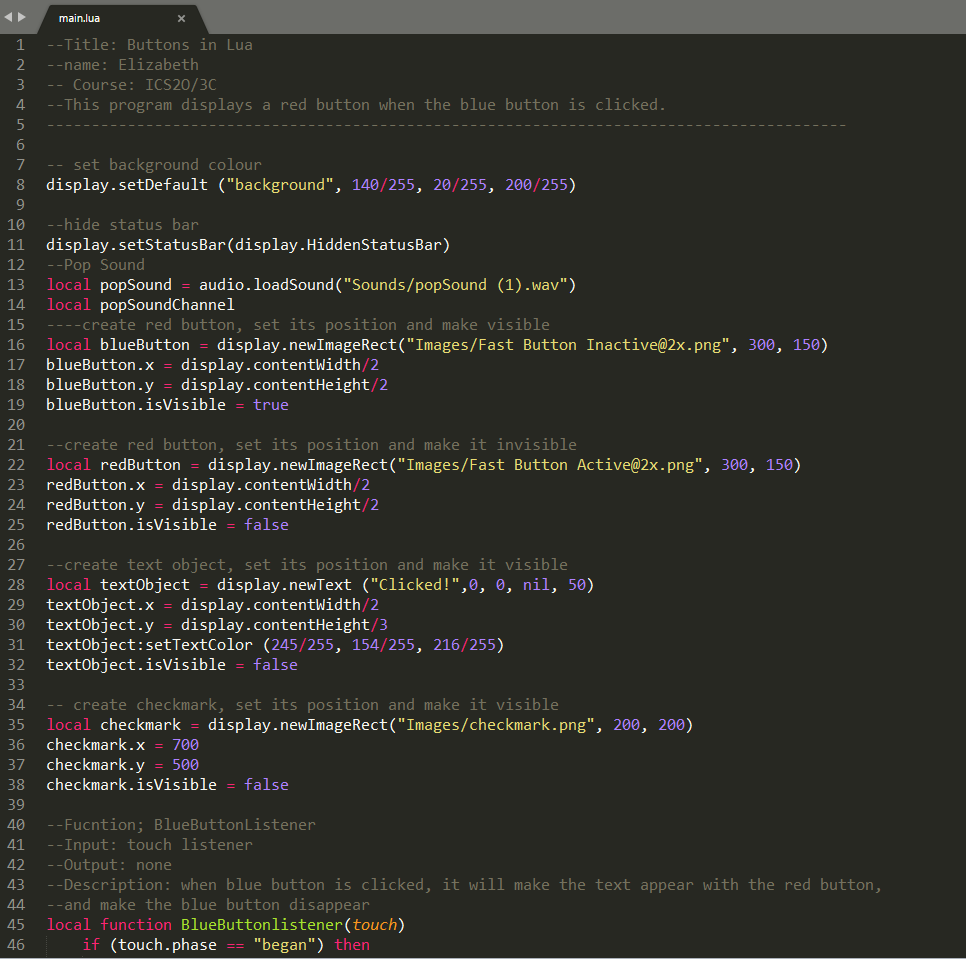 main.lua ×
1 --Title: Buttons in Lua
2 --name: Elizabeth
3 -- Course: ICS2O/3C
4 --This program displays a red button when the blue button is clicked.
5 -----------------------------------------------------------------------------------------
6
7 -- set background colour
8 display.setDefault ("background", 140/255, 20/255, 200/255)
9
10 --hide status bar
11 display.setStatusBar(display.HiddenStatusBar)
12 --Pop Sound
13 local popSound = audio.loadSound("Sounds/popSound (1).wav")
14 local popSoundChannel
15 ----create red button, set its position and make visible
16 local blueButton = display.newImageRect("Images/Fast Button Inactive@2x.png", 300, 150)
17 blueButton.x = display.contentWidth/2
18 blueButton.y = display.contentHeight/2
19 blueButton.isVisible = true
20
21 --create red button, set its position and make it invisible
22 local redButton = display.newImageRect("Images/Fast Button Active@2x.png", 300, 150)
23 redButton.x = display.contentWidth/2
24 redButton.y = display.contentHeight/2
25 redButton.isVisible = false
26
27 --create text object, set its position and make it visible
28 local textObject = display.newText ("Clicked!",0, 0, nil, 50)
29 textObject.x = display.contentWidth/2
30 textObject.y = display.contentHeight/3
31 textObject:setTextColor (245/255, 154/255, 216/255)
32 textObject.isVisible = false
33
34 -- create checkmark, set its position and make it visible
35 local checkmark = display.newImageRect("Images/checkmark.png", 200, 200)
36 checkmark.x = 700
37 checkmark.y = 500
38 checkmark.isVisible = false
39
40 --Fucntion; BlueButtonListener
41 --Input: touch listener
42 --Output: none
43 --Description: when blue button is clicked, it will make the text appear with the red button,
44 --and make the blue button disappear
45 local function BlueButtonlistener(touch)
46     if (touch.phase == "began") then